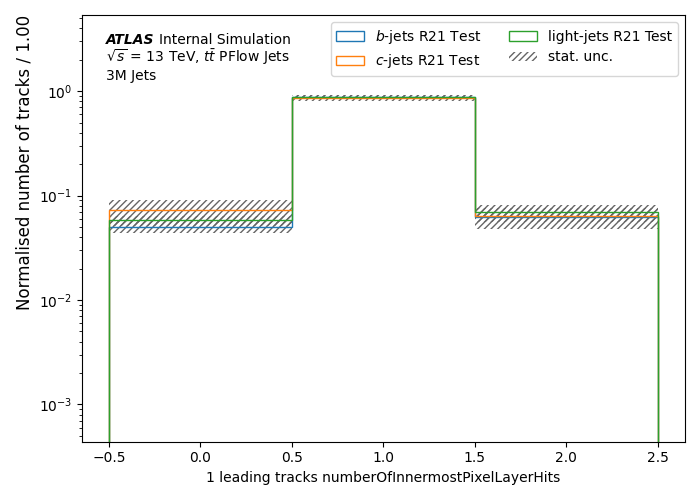 Normalised number of tracks / 1.00
ATLAS Internal Simulation
√s = 13 TeV, tt̄ PFlow Jets
3M Jets
b-jets R21 Test
c-jets R21 Test
light-jets R21 Test
stat. unc.
10⁰
10⁻¹
10⁻²
10⁻³
−0.5 0.0 0.5 1.0 1.5 2.0 2.5
1 leading tracks numberOfInnermostPixelLayerHits